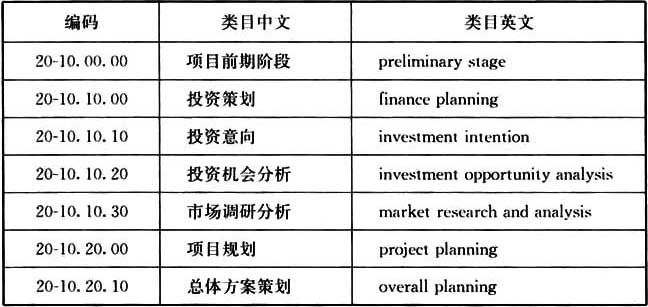 编码 类目中文 类目英文
20-10.00.00 项目前期阶段 preliminary stage
20-10.10.00 投资策划 finance planning
20-10.10.10 投资意向 investment intention
20-10.10.20 投资机会分析 investment opportunity analysis
20-10.10.30 市场调研分析 market research and analysis
20-10.20.00 项目规划 project planning
20-10.20.10 总体方案策划 overall planning